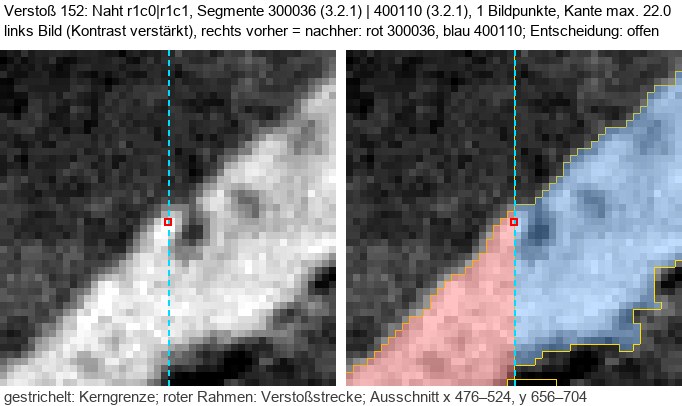 Verstoß 152: Naht r1c0|r1c1, Segmente 300036 (3.2.1) | 400110 (3.2.1), 1 Bildpunkte, Kante max. 22.0
links Bild (Kontrast verstärkt), rechts vorher = nachher: rot 300036, blau 400110; Entscheidung: offen
gestrichelt: Kerngrenze; roter Rahmen: Verstoßstrecke; Ausschnitt x 476–524, y 656–704